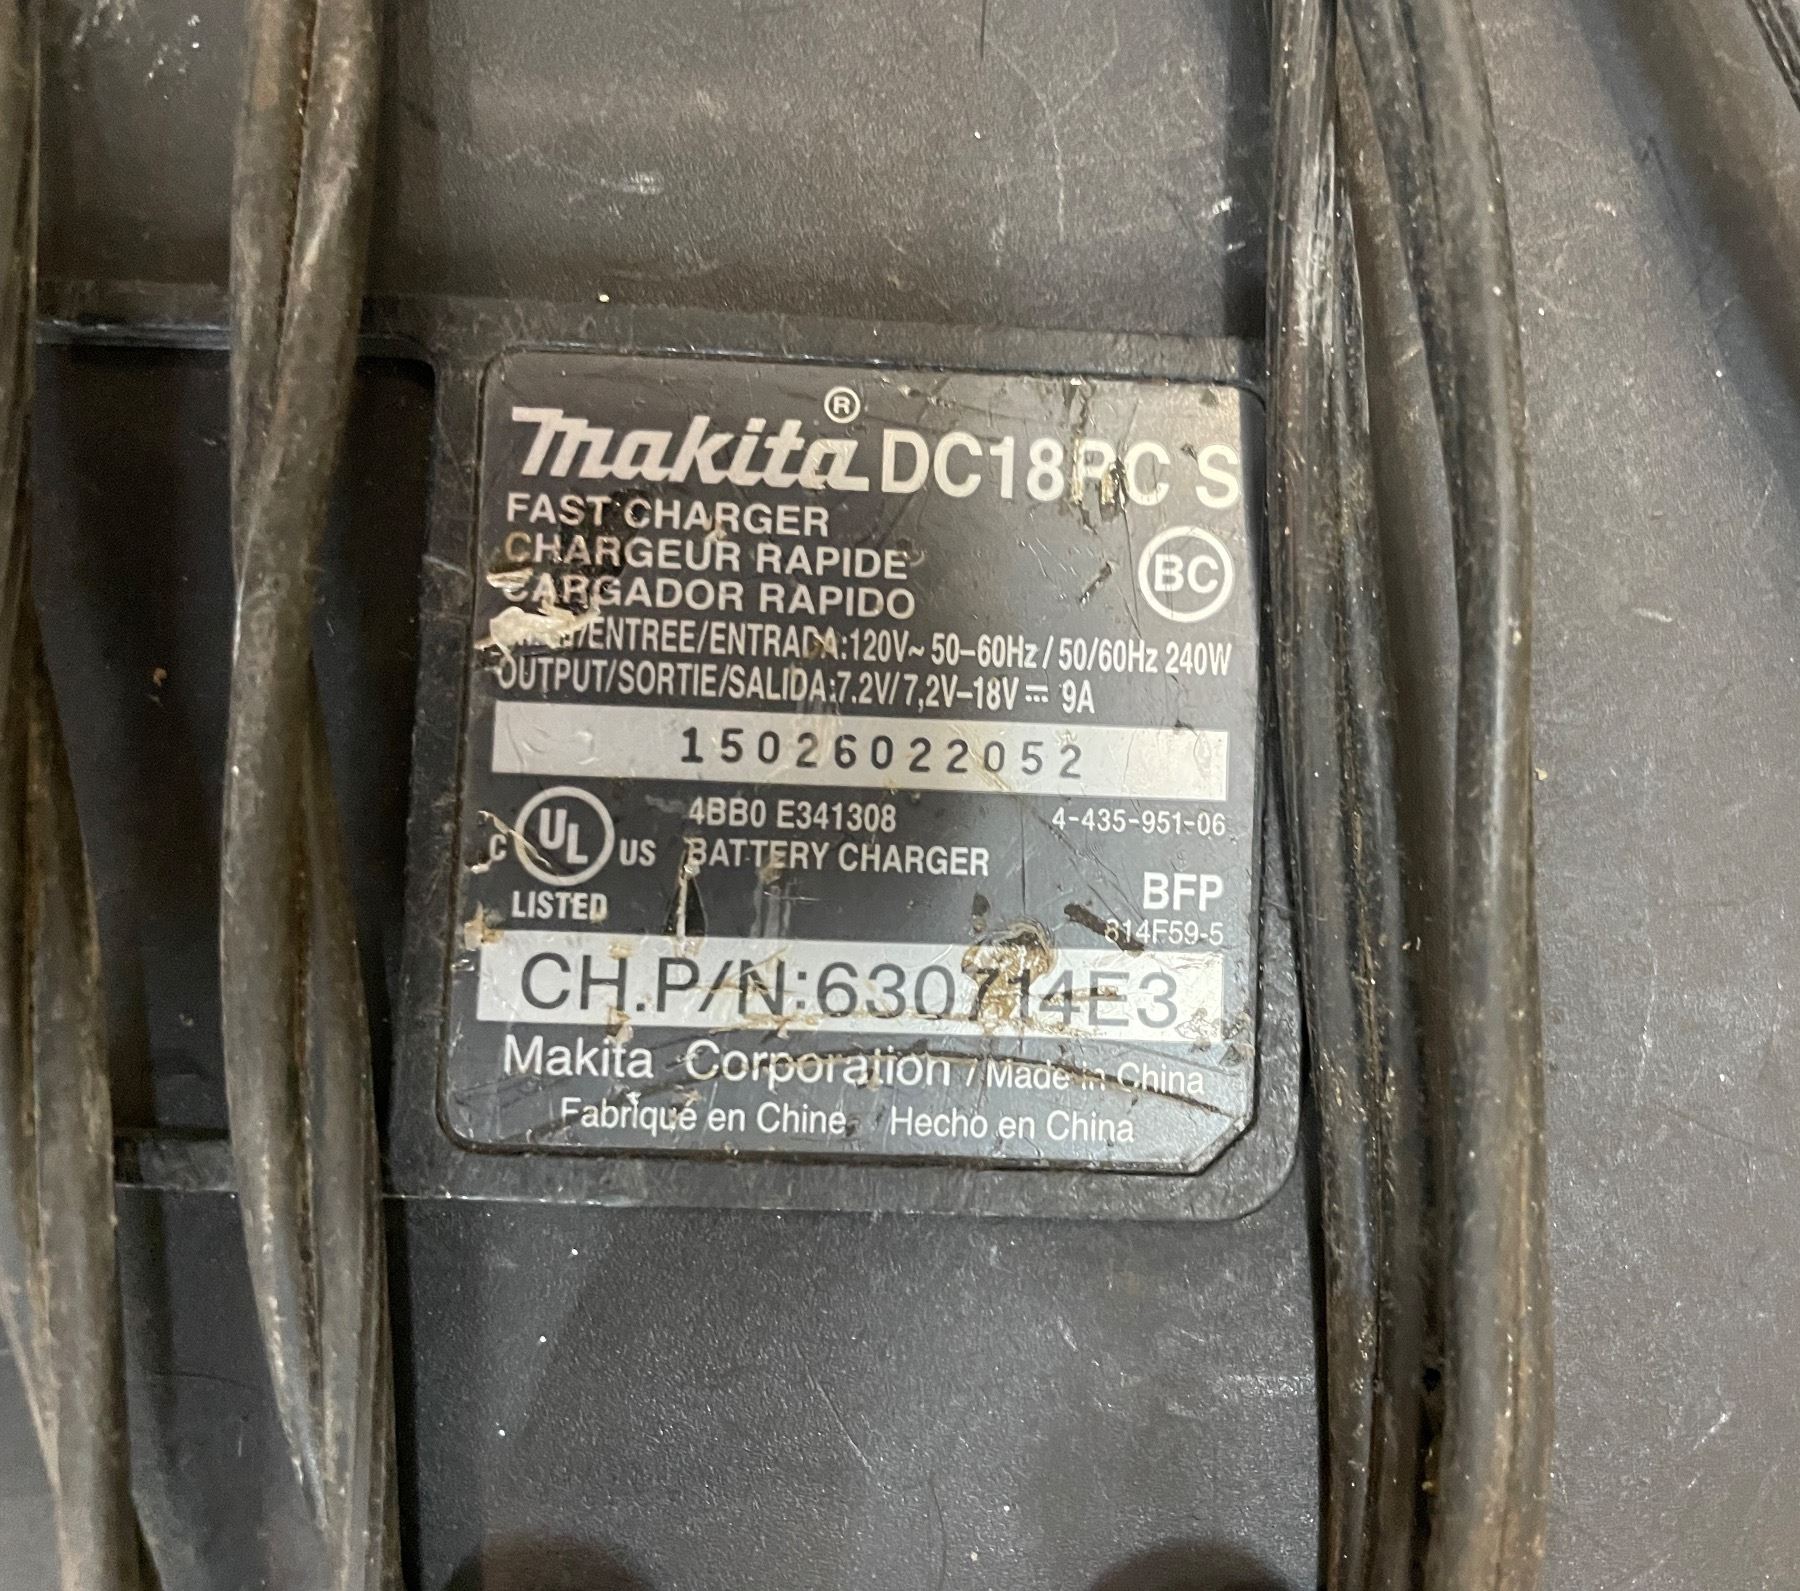 makita® DC18RC S
FAST CHARGER
CHARGEUR RAPIDE
CARGADOR RAPIDO
BC
/ENTREE/ENTRADA:120V~ 50–60Hz / 50/60Hz 240W
OUTPUT/SORTIE/SALIDA:7.2V/7,2V–18V⎓ 9A
15026022052
C UL US
LISTED
4BB0 E341308
BATTERY CHARGER
4-435-951-06
BFP
814F59-5
CH.P/N:630714E3
Makita Corporation / Made in China
Fabriqué en Chine Hecho en China